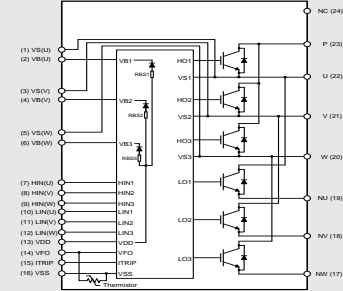 NC (24)
P (23)
(1) VS(U)
(2) VB(U)
VB1
RBS1
HO1
VS1
U (22)
(3) VS(V)
(4) VB(V)
VB2
RBS2
HO2
VS2
V (21)
(5) VS(W)
(6) VB(W)
VB3
RBS3
HO3
VS3
W (20)
(7) HIN(U)
(8) HIN(V)
(9) HIN(W)
(10) LIN(U)
(11) LIN(V)
(12) LIN(W)
(13) VDD
(14) VFO
(15) ITRIP
(16) VSS
HIN1
HIN2
HIN3
LIN1
LIN2
LIN3
VDD
VFO
ITRIP
VSS
Thermistor
LO1
NU (19)
LO2
NV (18)
LO3
NW (17)